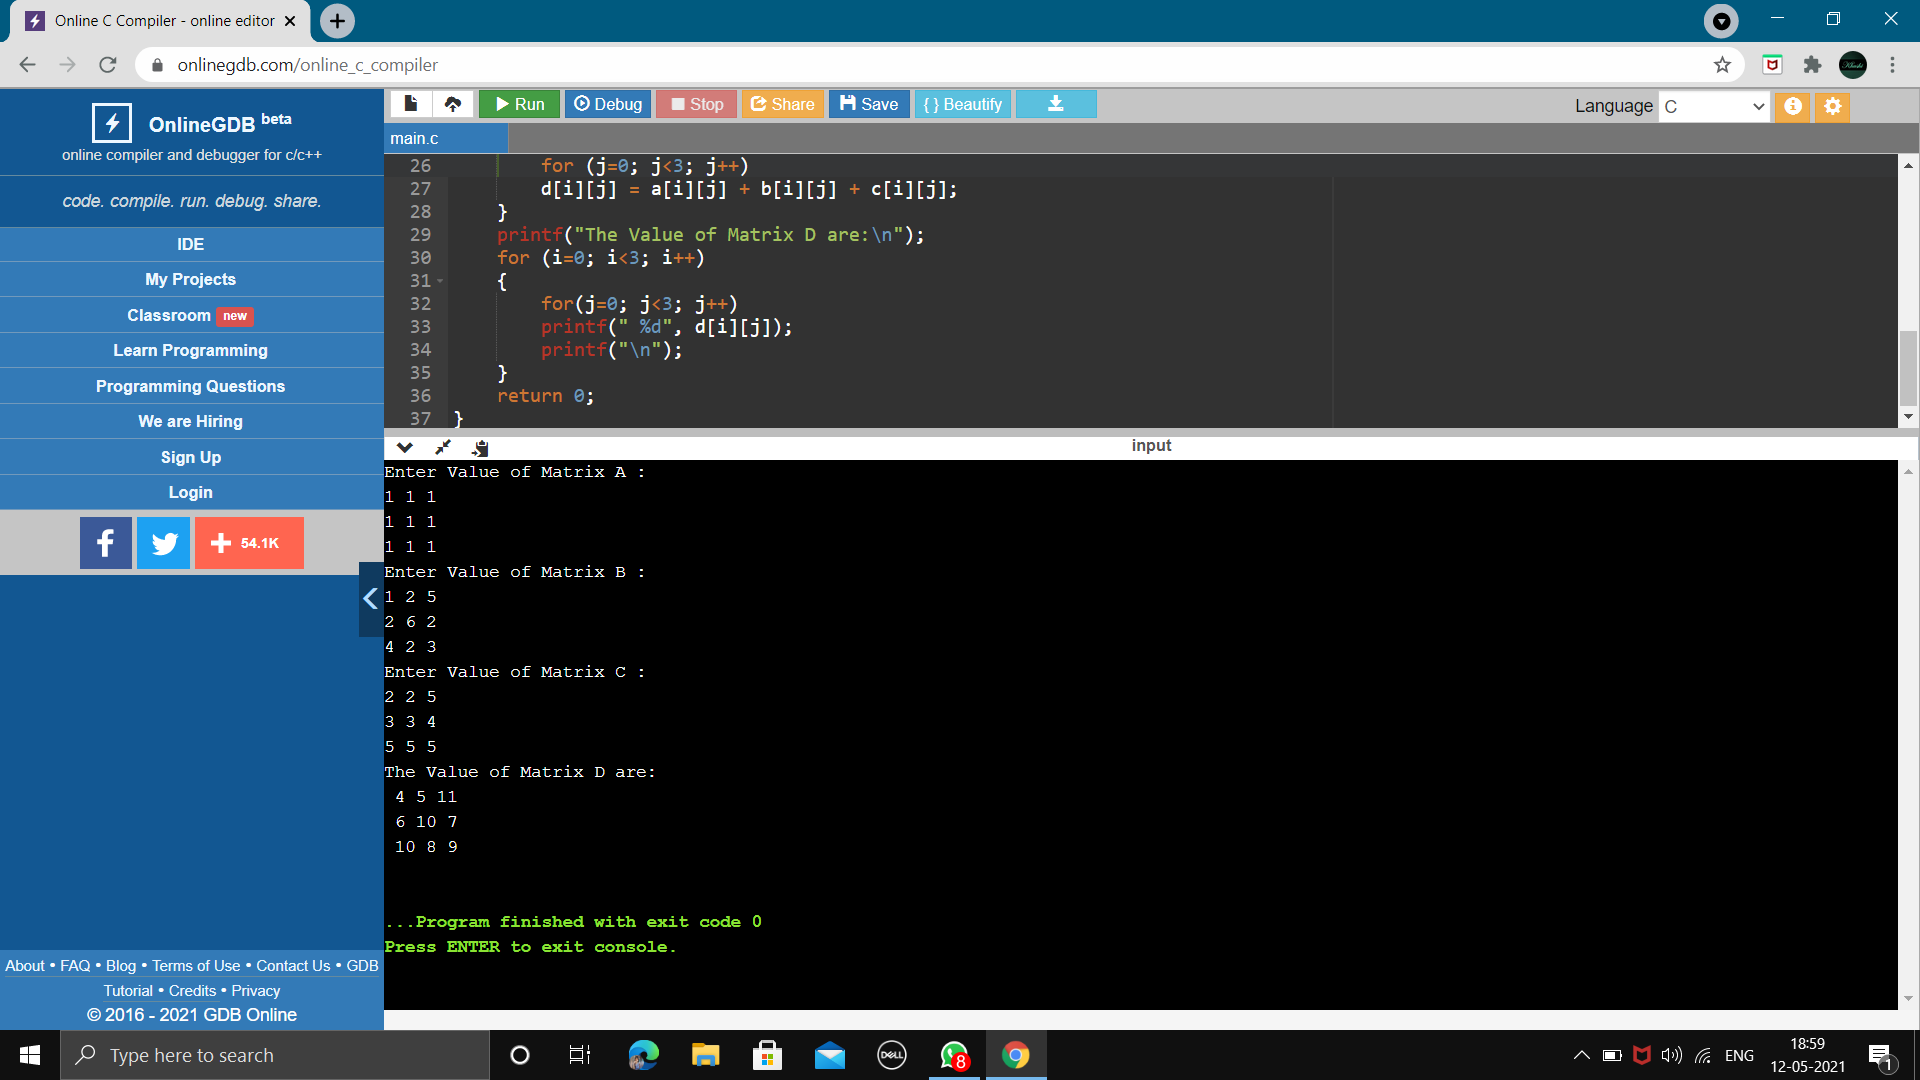 Online C Compiler - online editor
onlinegdb.com/online_c_compiler
OnlineGDB beta
online compiler and debugger for c/c++
code. compile. run. debug. share.
IDE
My Projects
Classroom new
Learn Programming
Programming Questions
We are Hiring
Sign Up
Login
54.1K
About • FAQ • Blog • Terms of Use • Contact Us • GDB
Tutorial • Credits • Privacy
© 2016 - 2021 GDB Online
Run Debug Stop Share Save { } Beautify
Language C
main.c
26 for (j=0; j<3; j++)
27 d[i][j] = a[i][j] + b[i][j] + c[i][j];
28 }
29 printf("The Value of Matrix D are:\n");
30 for (i=0; i<3; i++)
31 {
32 for(j=0; j<3; j++)
33 printf(" %d", d[i][j]);
34 printf("\n");
35 }
36 return 0;
37 }
input
Enter Value of Matrix A :
1 1 1
1 1 1
1 1 1
Enter Value of Matrix B :
1 2 5
2 6 2
4 2 3
Enter Value of Matrix C :
2 2 5
3 3 4
5 5 5
The Value of Matrix D are:
4 5 11
6 10 7
10 8 9
...Program finished with exit code 0
Press ENTER to exit console.
Type here to search
DELL
8
ENG
18:59
12-05-2021
1